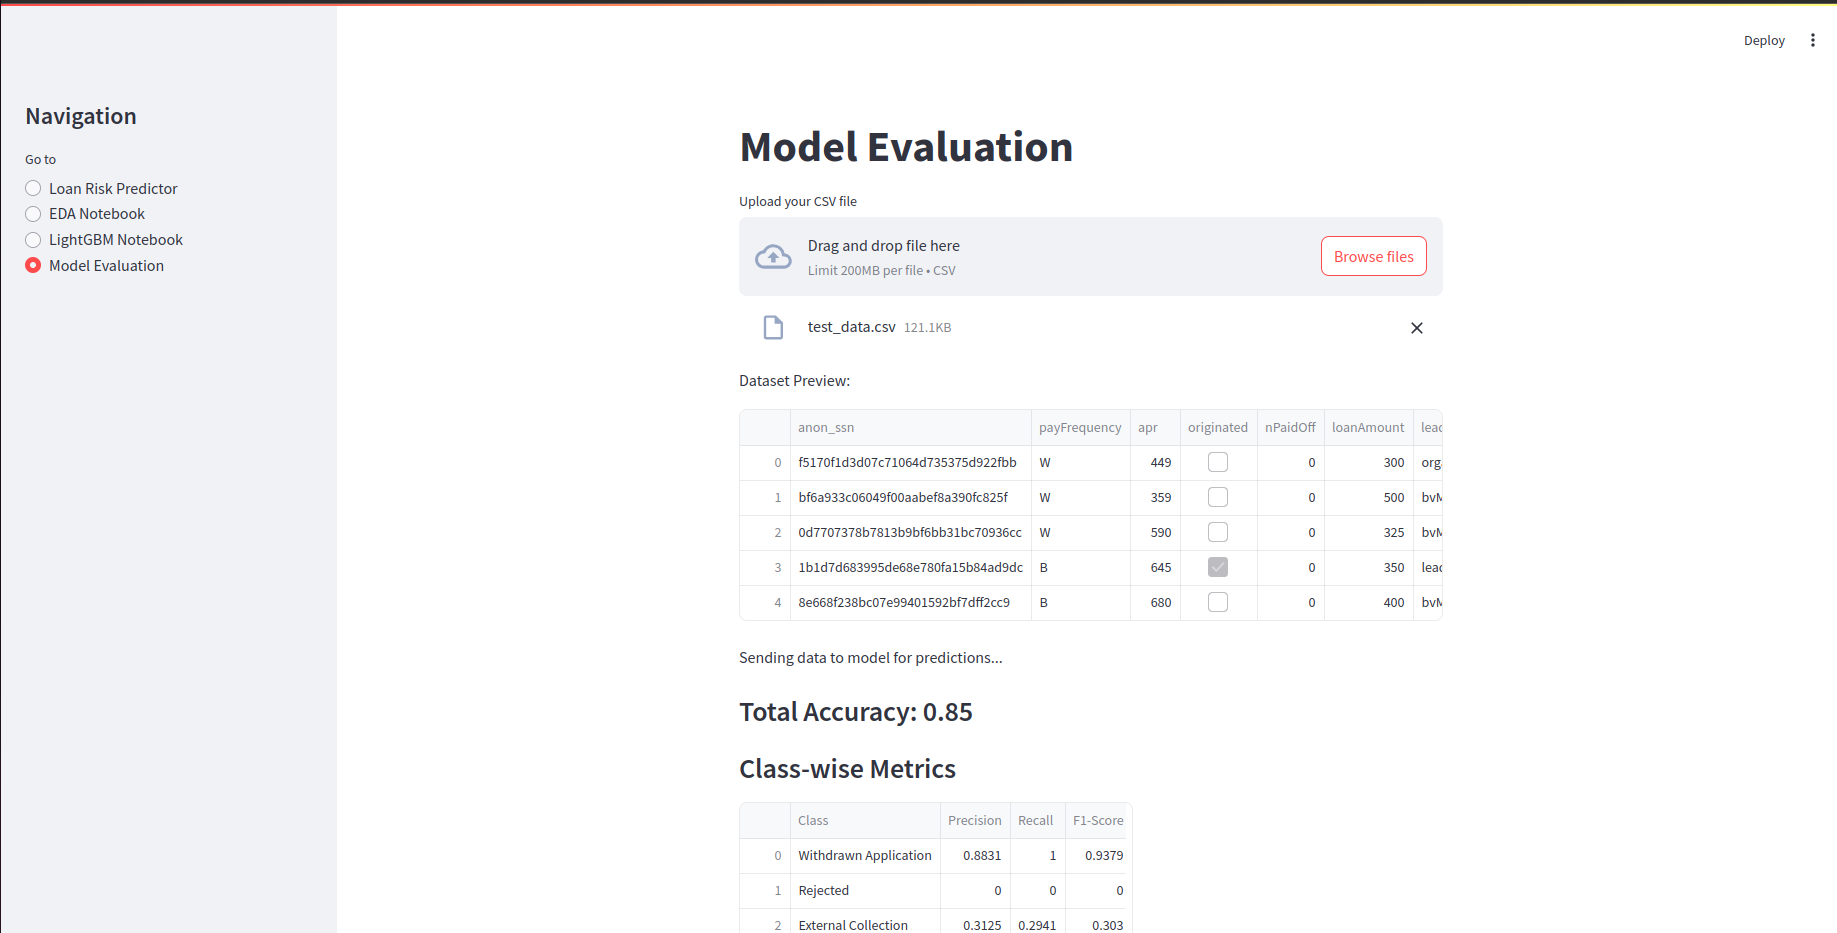 Deploy
Navigation
Go to
Loan Risk Predictor
EDA Notebook
LightGBM Notebook
Model Evaluation
Model Evaluation
Upload your CSV file
Drag and drop file here
Limit 200MB per file • CSV
Browse files
test_data.csv 121.1KB
Dataset Preview:
anon_ssn payFrequency apr originated nPaidOff loanAmount leac
0 f5170f1d3d07c71064d735375d922fbb W 449 0 300 org
1 bf6a933c06049f00aabef8a390fc825f W 359 0 500 bvM
2 0d7707378b7813b9bf6bb31bc70936cc W 590 0 325 bvM
3 1b1d7d683995de68e780fa15b84ad9dc B 645 0 350 leac
4 8e668f238bc07e99401592bf7dff2cc9 B 680 0 400 bvM
Sending data to model for predictions...
Total Accuracy: 0.85
Class-wise Metrics
Class Precision Recall F1-Score
0 Withdrawn Application 0.8831 1 0.9379
1 Rejected 0 0 0
2 External Collection 0.3125 0.2941 0.303